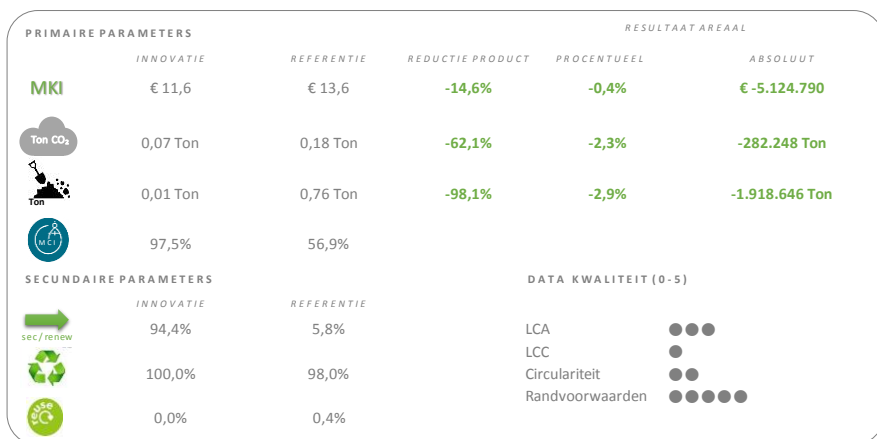 RESULTAAT AREAAL
PRIMAIRE PARAMETERS
INNOVATIE REFERENTIE REDUCTIE PRODUCT PROCENTUEEL ABSOLUUT
MKI € 11,6 € 13,6 -14,6% -0,4% € -5.124.790
Ton CO₂ 0,07 Ton 0,18 Ton -62,1% -2,3% -282.248 Ton
Ton 0,01 Ton 0,76 Ton -98,1% -2,9% -1.918.646 Ton
MCI 97,5% 56,9%
SECUNDAIRE PARAMETERS DATA KWALITEIT (0-5)
INNOVATIE REFERENTIE
sec/renew 94,4% 5,8% LCA
LCC
100,0% 98,0% Circulariteit
Randvoorwaarden
reuse 0,0% 0,4%